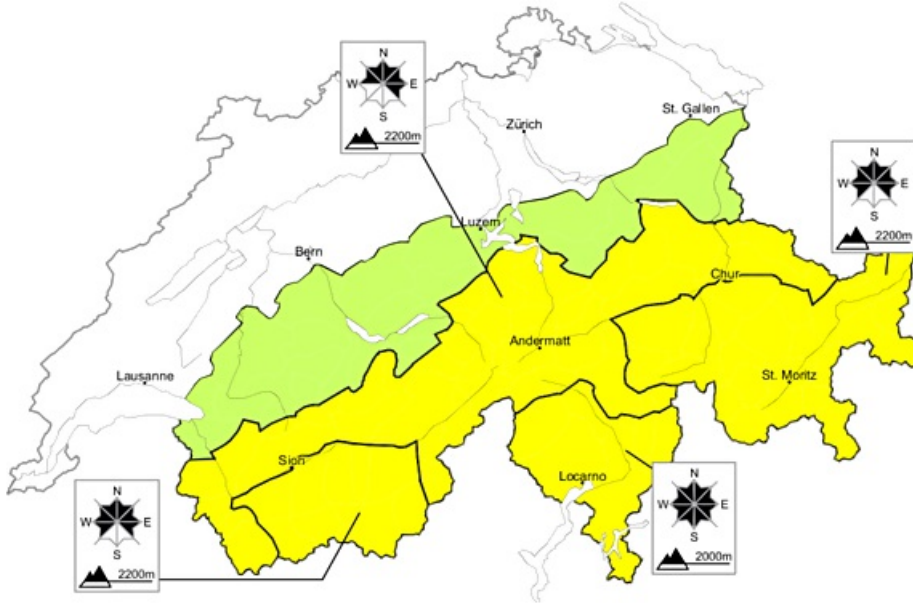 N
W E
S
2200m
St. Gallen
Zürich
N
W E
S
2200m
Luzern
Bern
Chur
Andermatt
Lausanne
St. Moritz
Sion
Locarno
N
W E
S
2000m
N
W E
S
2200m